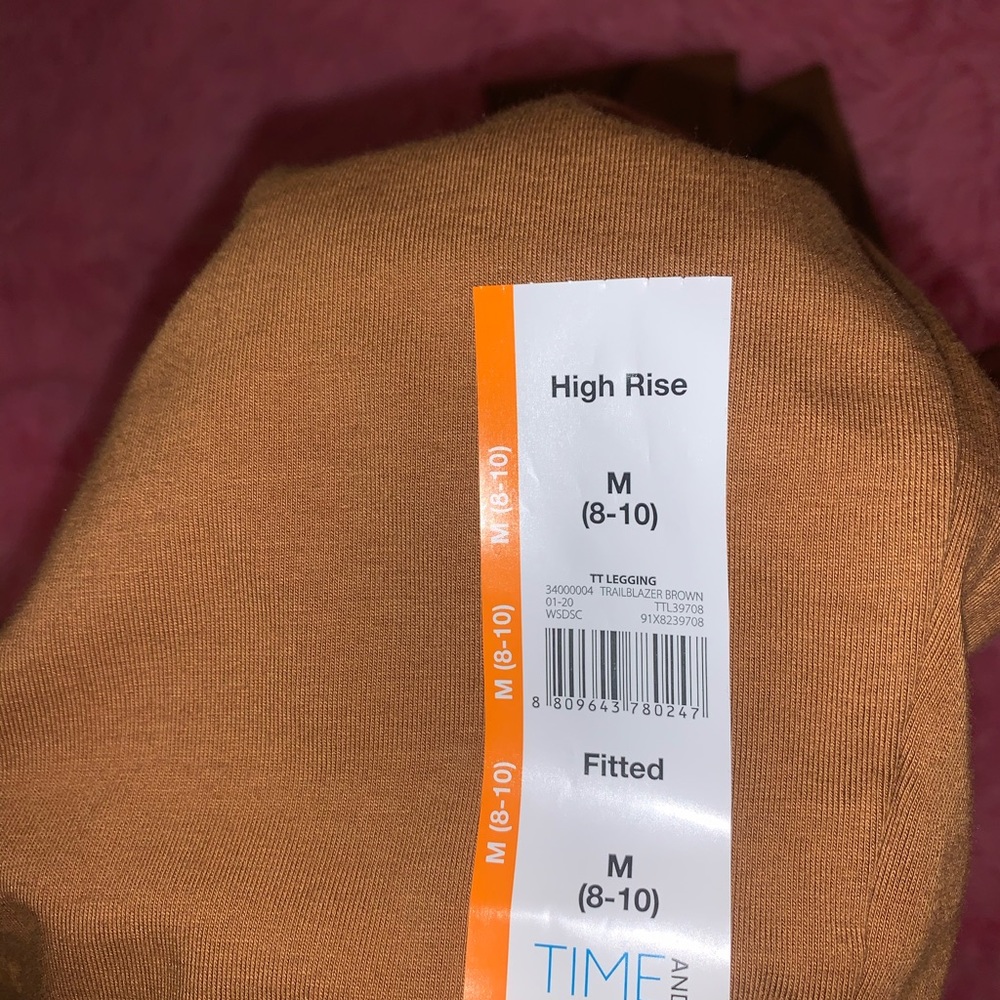 High Rise
M
(8-10)
TT LEGGING
34000004 TRAILBLAZER BROWN
01-20 TTL39708
WSDSC 91X8239708
8 809643 780247
Fitted
M
(8-10)
TIME AND
M (8-10)
M (8-10)
M (8-10)